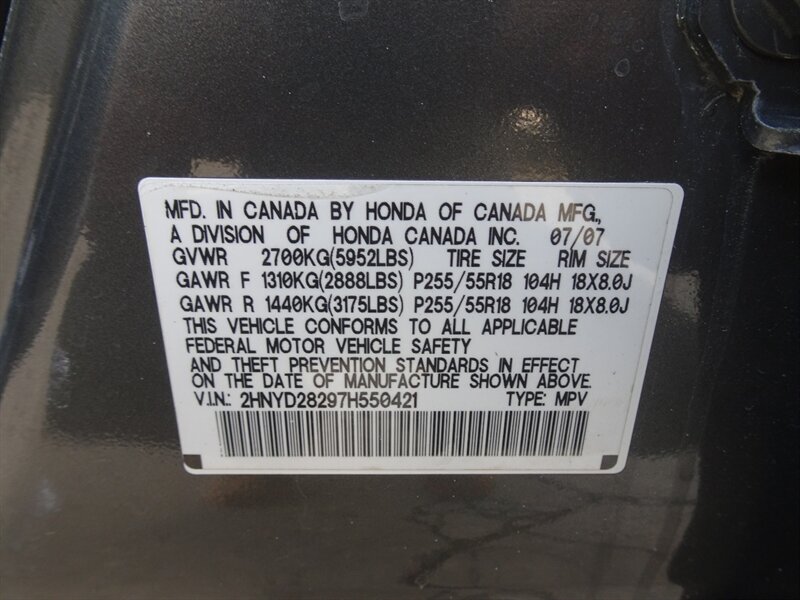 MFD. IN CANADA BY HONDA OF CANADA MFG.,
A DIVISION OF HONDA CANADA INC. 07/07
GVWR 2700KG(5952LBS) TIRE SIZE RIM SIZE
GAWR F 1310KG(2888LBS) P255/55R18 104H 18X8.0J
GAWR R 1440KG(3175LBS) P255/55R18 104H 18X8.0J
THIS VEHICLE CONFORMS TO ALL APPLICABLE
FEDERAL MOTOR VEHICLE SAFETY
AND THEFT PREVENTION STANDARDS IN EFFECT
ON THE DATE OF MANUFACTURE SHOWN ABOVE.
V.I.N.: 2HNYD28297H550421 TYPE: MPV